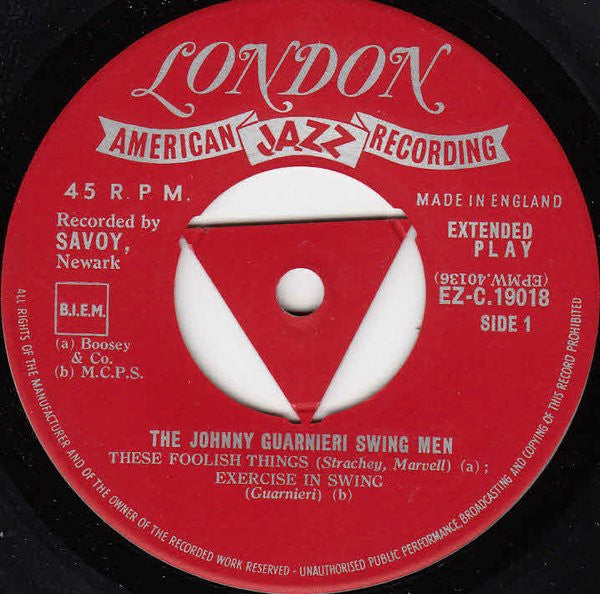 LONDON
AMERICAN JAZZ RECORDING
45 R. P. M.
MADE IN ENGLAND
Recorded by
SAVOY,
Newark
EXTENDED
PLAY
(EPMW.40136)
EZ-C.19018
SIDE 1
B.I.E.M.
(a) Boosey
& Co.
(b) M.C.P.S.
THE JOHNNY GUARNIERI SWING MEN
THESE FOOLISH THINGS (Strachey, Marvell) (a) ;
EXERCISE IN SWING
(Guarnieri) (b)
ALL RIGHTS OF THE MANUFACTURER AND OF THE OWNER OF THE RECORDED WORK RESERVED - UNAUTHORISED PUBLIC PERFORMANCE, BROADCASTING AND COPYING OF THIS RECORD PROHIBITED